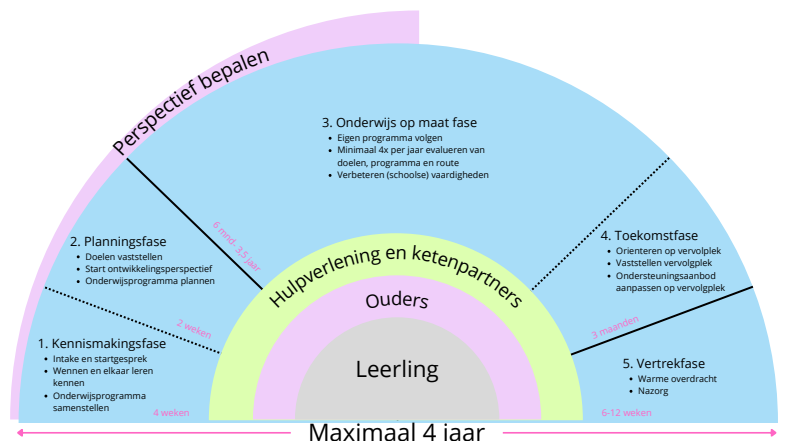 Perspectief bepalen
3. Onderwijs op maat fase
Eigen programma volgen
Minimaal 4x per jaar evalueren van
doelen, programma en route
Verbeteren (schoolse) vaardigheden
6 mnd- 3,5 jaar
2. Planningsfase
Doelen vaststellen
Start ontwikkelingsperspectief
Onderwijsprogramma plannen
2 weken
1. Kennismakingsfase
Intake en startgesprek
Wennen en elkaar leren
kennen
Onderwijsprogramma
samenstellen
4 weken
Hulpverlening en ketenpartners
Ouders
Leerling
4. Toekomstfase
Orienteren op vervolplek
Vaststellen vervolgplek
Ondersteuningsaanbod
aanpassen op vervolgplek
3 maanden
5. Vertrekfase
Warme overdracht
Nazorg
6-12 weken
Maximaal 4 jaar